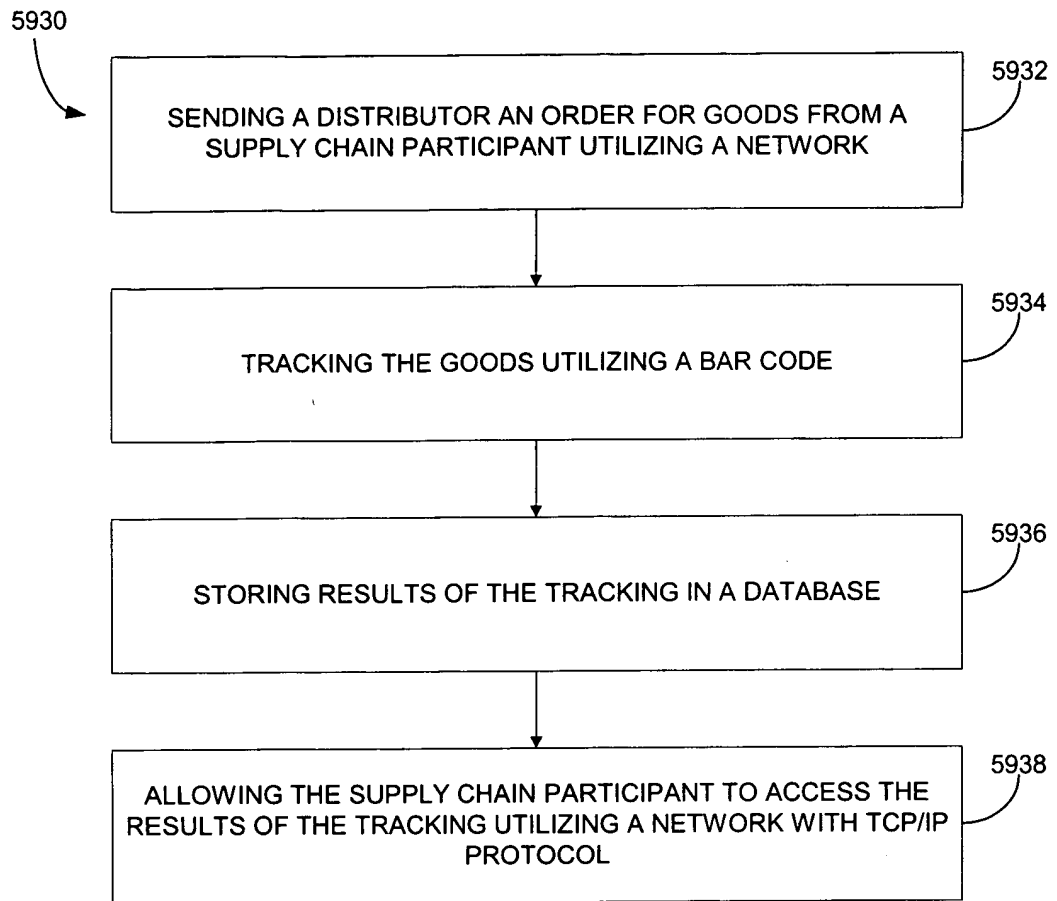 5930
5932
SENDING A DISTRIBUTOR AN ORDER FOR GOODS FROM A
SUPPLY CHAIN PARTICIPANT UTILIZING A NETWORK
5934
TRACKING THE GOODS UTILIZING A BAR CODE
5936
STORING RESULTS OF THE TRACKING IN A DATABASE
5938
ALLOWING THE SUPPLY CHAIN PARTICIPANT TO ACCESS THE
RESULTS OF THE TRACKING UTILIZING A NETWORK WITH TCP/IP
PROTOCOL